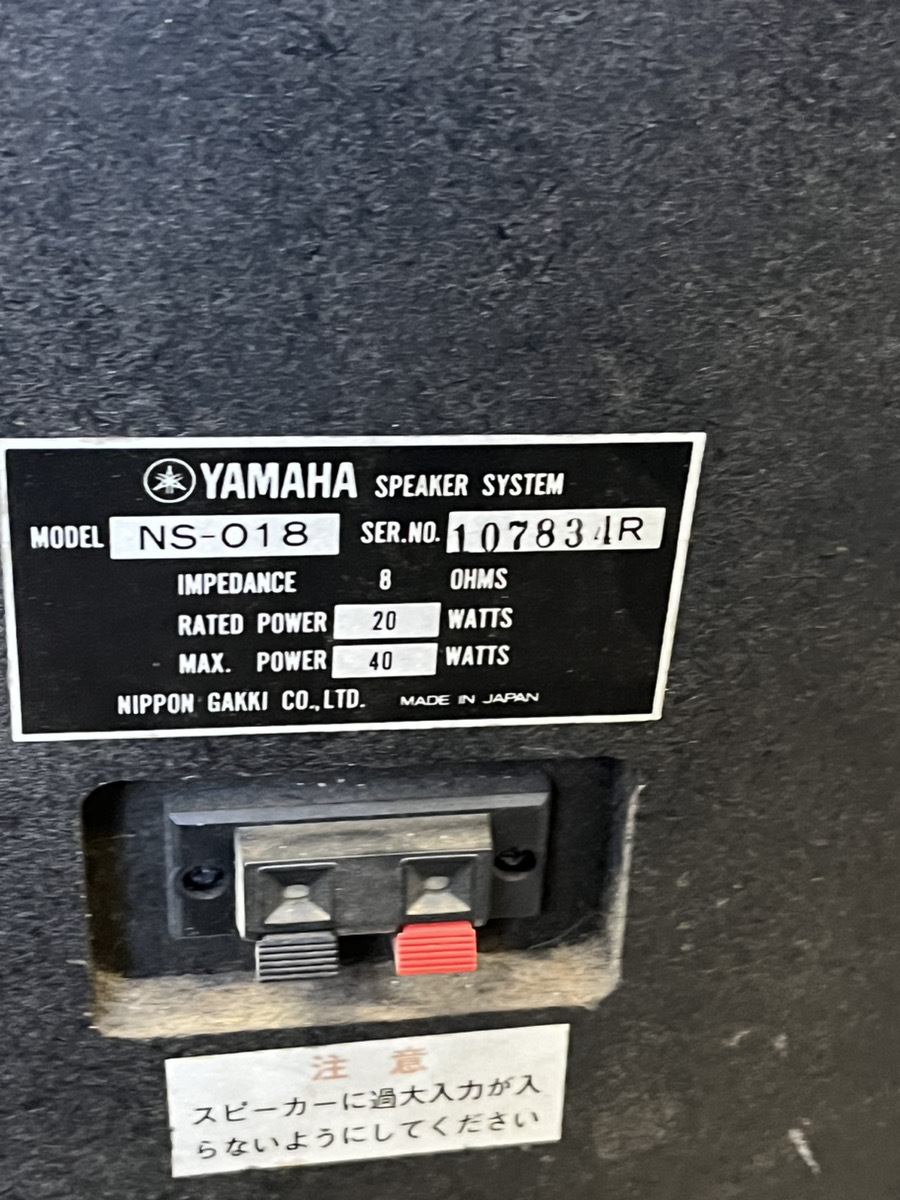 YAMAHA SPEAKER SYSTEM
MODEL NS-018 SER.NO. 107834R
IMPEDANCE 8 OHMS
RATED POWER 20 WATTS
MAX. POWER 40 WATTS
NIPPON GAKKI CO.,LTD. MADE IN JAPAN
注意
スピーカーに過大入力が入
らないようにしてください